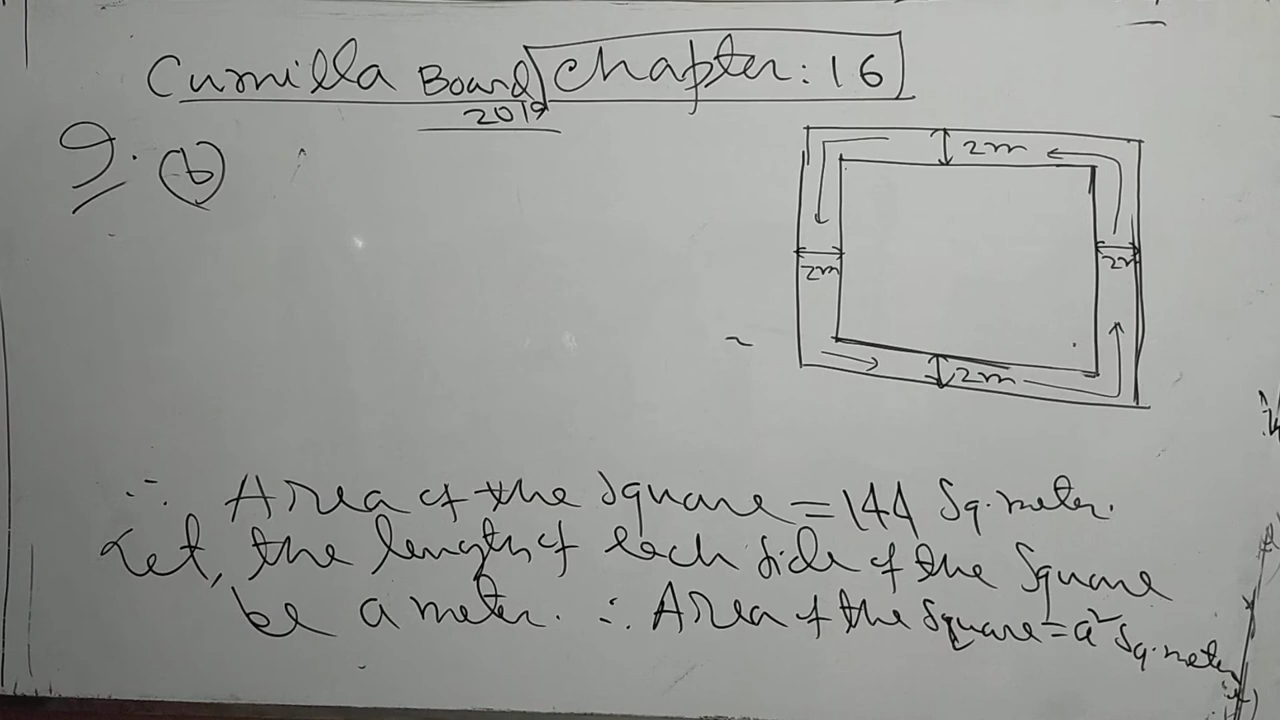 Cumilla Board Chapter: 16
2019
9. (b)
2m
2m
2m
2m
∴ Area of the square = 144 Sq. meter.
Let, the length of each side of the Square
be a meter. ∴ Area of the square = a² sq. meter